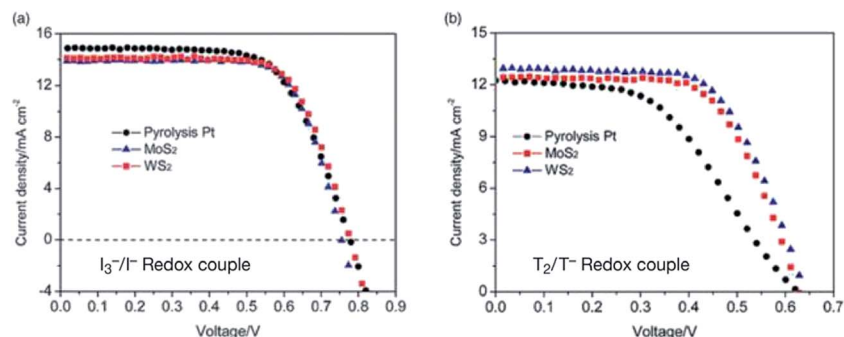 (a)
16
12
8
4
0
-4
Current density/mA cm⁻²
Pyrolysis Pt
MoS₂
WS₂
I₃⁻/I⁻ Redox couple
0.0 0.1 0.2 0.3 0.4 0.5 0.6 0.7 0.8 0.9
Voltage/V
(b)
15
12
9
6
3
0
Current density/mA cm⁻²
Pyrolysis Pt
MoS₂
WS₂
T₂/T⁻ Redox couple
0.0 0.1 0.2 0.3 0.4 0.5 0.6 0.7
Voltage/V